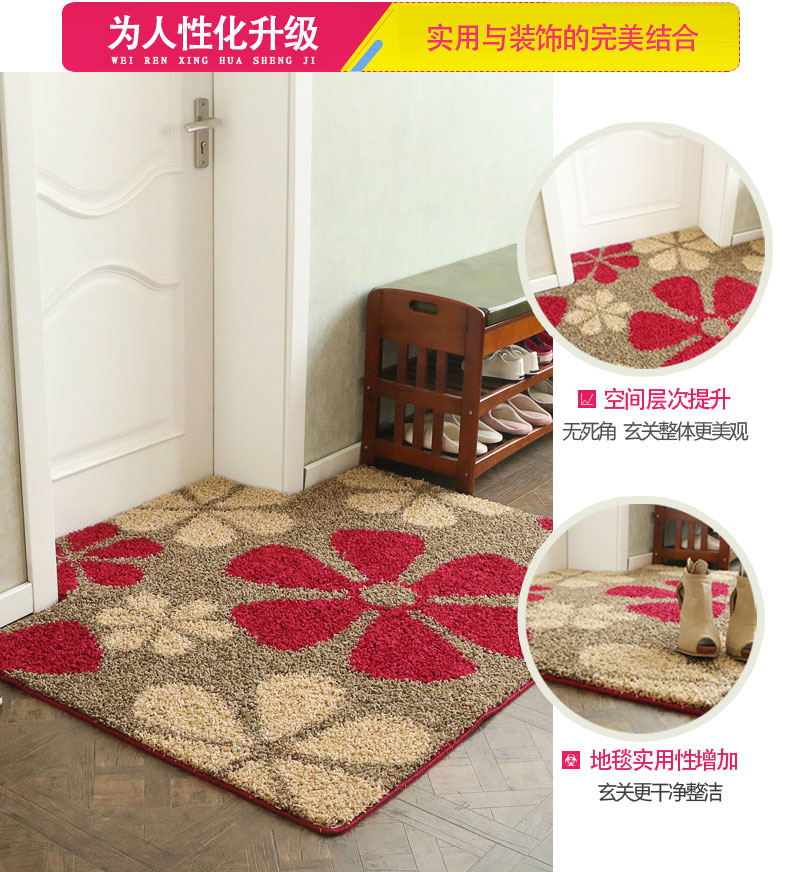 为人性化升级
WEI REN XING HUA SHENG JI
实用与装饰的完美结合
空间层次提升
无死角 玄关整体更美观
地毯实用性增加
玄关更干净整洁